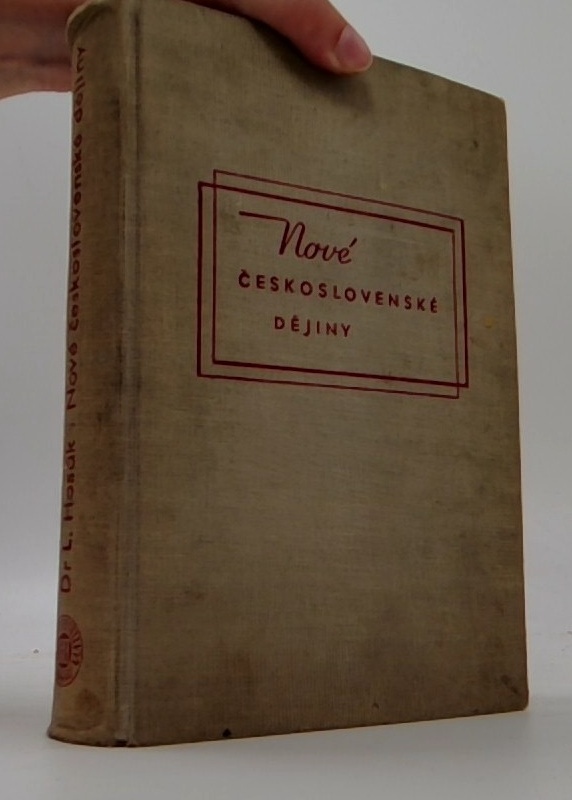 Nové
ČESKOSLOVENSKÉ
DĚJINY
Dr L. Hosák : Nové československé dějiny